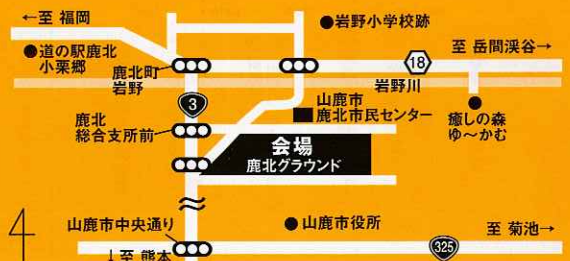 ←至 福岡
●岩野小学校跡
●道の駅鹿北
小栗郷
至 岳間渓谷→
鹿北町
岩野
18
岩野川
3
山鹿市
鹿北市民センター
癒しの森
ゆ〜かむ
鹿北
総合支所前
会場
鹿北グラウンド
山鹿市中央通り
●山鹿市役所
至 菊池→
325
↓至 熊本
4